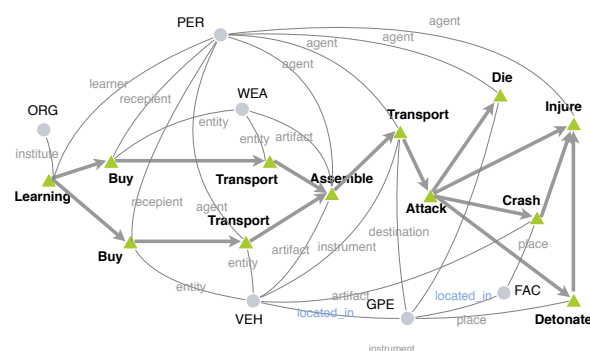 PER
agent
agent
agent
agent
Die
learner
recepient
WEA
ORG
Transport
Injure
entity
artifact
entity
institute
Buy
Transport
Assemble
Learning
recepient
agent
Transport
Attack
Crash
Buy
artifact
instrument
destination
place
entity
entity
artifact
located_in
FAC
VEH
located_in
GPE
place
Detonate
instrument